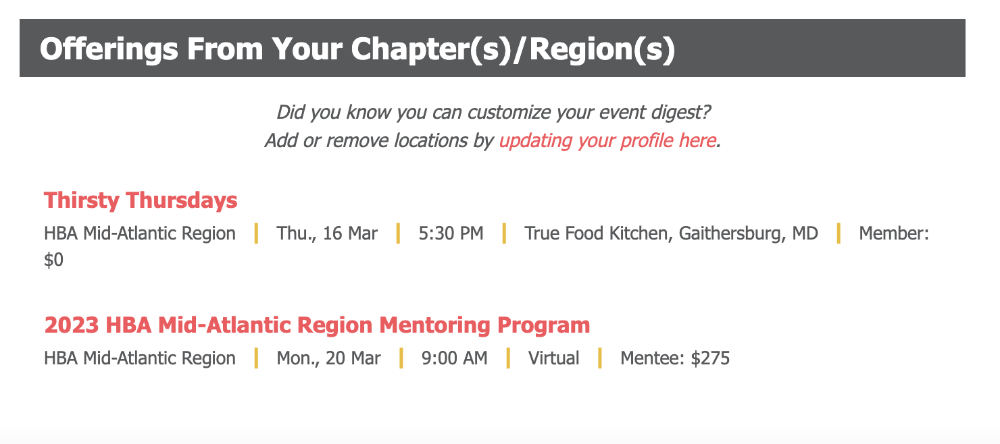 Offerings From Your Chapter(s)/Region(s)
Did you know you can customize your event digest?
Add or remove locations by updating your profile here.
Thirsty Thursdays
HBA Mid-Atlantic Region | Thu., 16 Mar | 5:30 PM | True Food Kitchen, Gaithersburg, MD | Member:
$0
2023 HBA Mid-Atlantic Region Mentoring Program
HBA Mid-Atlantic Region | Mon., 20 Mar | 9:00 AM | Virtual | Mentee: $275